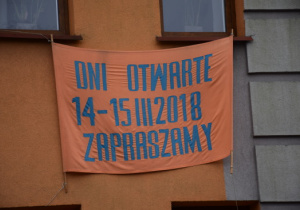 DNI OTWARTE
14-15 III 2018
ZAPRASZAMY